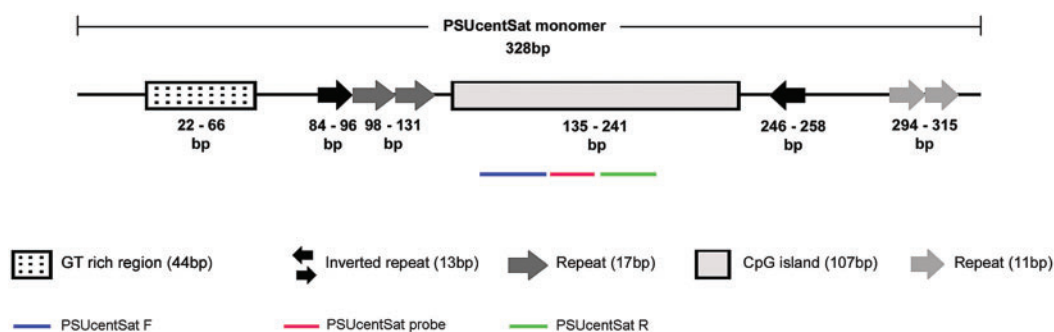 PSUcentSat monomer
328bp
22 - 66
bp
84 - 96
bp
98 - 131
bp
135 - 241
bp
246 - 258
bp
294 - 315
bp
GT rich region (44bp)
Inverted repeat (13bp)
Repeat (17bp)
CpG island (107bp)
Repeat (11bp)
PSUcentSat F
PSUcentSat probe
PSUcentSat R